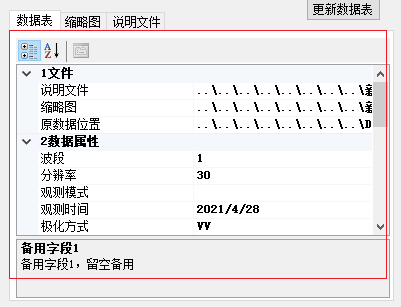 更新数据表
数据表 缩略图 说明文件
1文件
说明文件 ..\..\..\..\..\..\
缩略图 ..\..\..\..\..\..\
原数据位置 ..\..\..\..\..\..\D
2数据属性
波段 1
分辨率 30
观测模式
观测时间 2021/4/28
极化方式 VV
备用字段1
备用字段1，留空备用